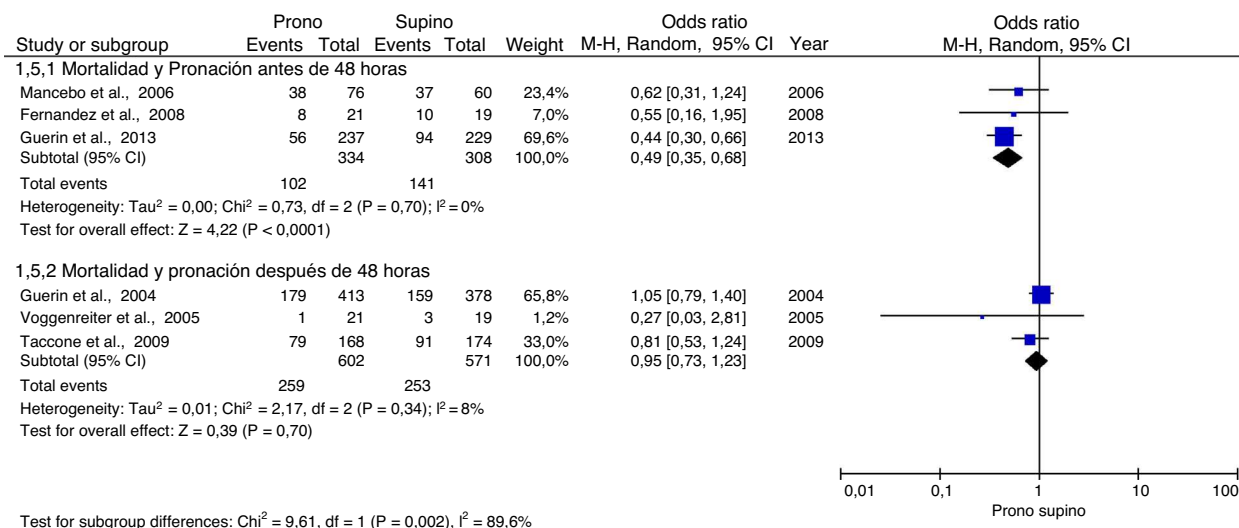 Prono Supino Odds ratio Odds ratio
Study or subgroup Events Total Events Total Weight M-H, Random, 95% CI Year M-H, Random, 95% CI
1,5,1 Mortalidad y Pronación antes de 48 horas
Mancebo et al., 2006 38 76 37 60 23,4% 0,62 [0,31, 1,24] 2006
Fernandez et al., 2008 8 21 10 19 7,0% 0,55 [0,16, 1,95] 2008
Guerin et al., 2013 56 237 94 229 69,6% 0,44 [0,30, 0,66] 2013
Subtotal (95% CI) 334 308 100,0% 0,49 [0,35, 0,68]
Total events 102 141
Heterogeneity: Tau² = 0,00; Chi² = 0,73, df = 2 (P = 0,70); I² = 0%
Test for overall effect: Z = 4,22 (P < 0,0001)
1,5,2 Mortalidad y pronación después de 48 horas
Guerin et al., 2004 179 413 159 378 65,8% 1,05 [0,79, 1,40] 2004
Voggenreiter et al., 2005 1 21 3 19 1,2% 0,27 [0,03, 2,81] 2005
Taccone et al., 2009 79 168 91 174 33,0% 0,81 [0,53, 1,24] 2009
Subtotal (95% CI) 602 571 100,0% 0,95 [0,73, 1,23]
Total events 259 253
Heterogeneity: Tau² = 0,01; Chi² = 2,17, df = 2 (P = 0,34); I² = 8%
Test for overall effect: Z = 0,39 (P = 0,70)
0,01 0,1 1 10 100
Prono supino
Test for subgroup differences: Chi² = 9,61, df = 1 (P = 0,002), I² = 89,6%